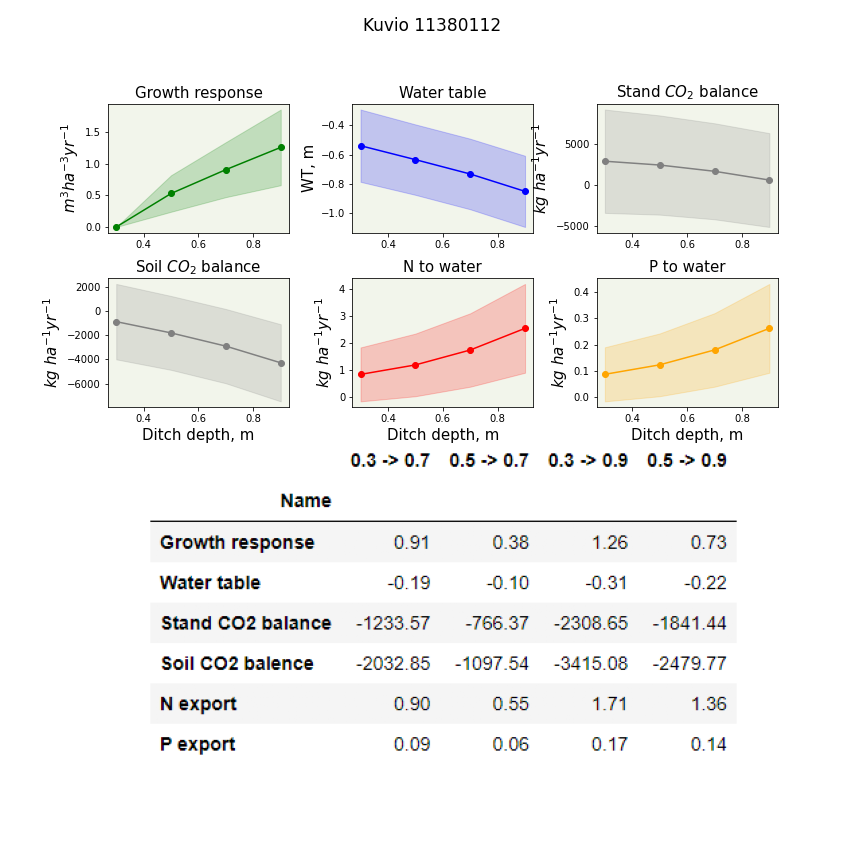 Kuvio 11380112
Growth response
Water table
Stand CO2 balance
m³ha⁻³yr⁻¹
1.5
1.0
0.5
0.0
0.4 0.6 0.8
WT, m
−0.4
−0.6
−0.8
−1.0
0.4 0.6 0.8
kg ha⁻¹yr⁻¹
5000
0
−5000
0.4 0.6 0.8
Soil CO2 balance
N to water
P to water
kg ha⁻¹yr⁻¹
2000
0
−2000
−4000
−6000
0.4 0.6 0.8
Ditch depth, m
kg ha⁻¹yr⁻¹
4
3
2
1
0
0.4 0.6 0.8
Ditch depth, m
kg ha⁻¹yr⁻¹
0.4
0.3
0.2
0.1
0.0
0.4 0.6 0.8
Ditch depth, m
0.3 -> 0.7 0.5 -> 0.7 0.3 -> 0.9 0.5 -> 0.9
Name
Growth response 0.91 0.38 1.26 0.73
Water table -0.19 -0.10 -0.31 -0.22
Stand CO2 balance -1233.57 -766.37 -2308.65 -1841.44
Soil CO2 balence -2032.85 -1097.54 -3415.08 -2479.77
N export 0.90 0.55 1.71 1.36
P export 0.09 0.06 0.17 0.14